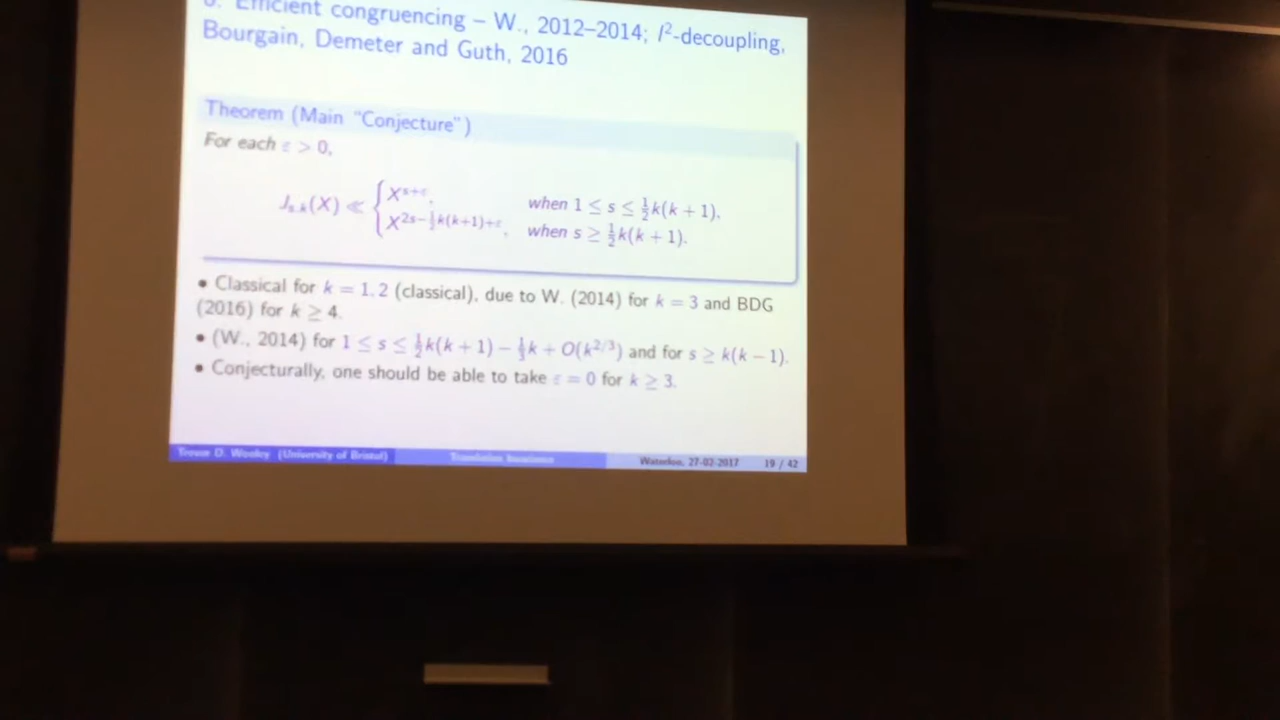 Efficient congruencing – W., 2012–2014; l²-decoupling,
Bourgain, Demeter and Guth, 2016
Theorem (Main "Conjecture")
For each ε > 0,
J_{s,k}(X) ≪ { X^{s+ε}, when 1 ≤ s ≤ ½k(k + 1),
X^{2s−½k(k+1)+ε}, when s ≥ ½k(k + 1).
• Classical for k = 1, 2 (classical), due to W. (2014) for k = 3 and BDG
(2016) for k ≥ 4.
• (W., 2014) for 1 ≤ s ≤ ½k(k + 1) − ⅓k + O(k^{2/3}) and for s ≥ k(k − 1).
• Conjecturally, one should be able to take ε = 0 for k ≥ 3.
Trevor D. Wooley (University of Bristol) Translation Invariance Waterloo, 27-02-2017 19 / 42